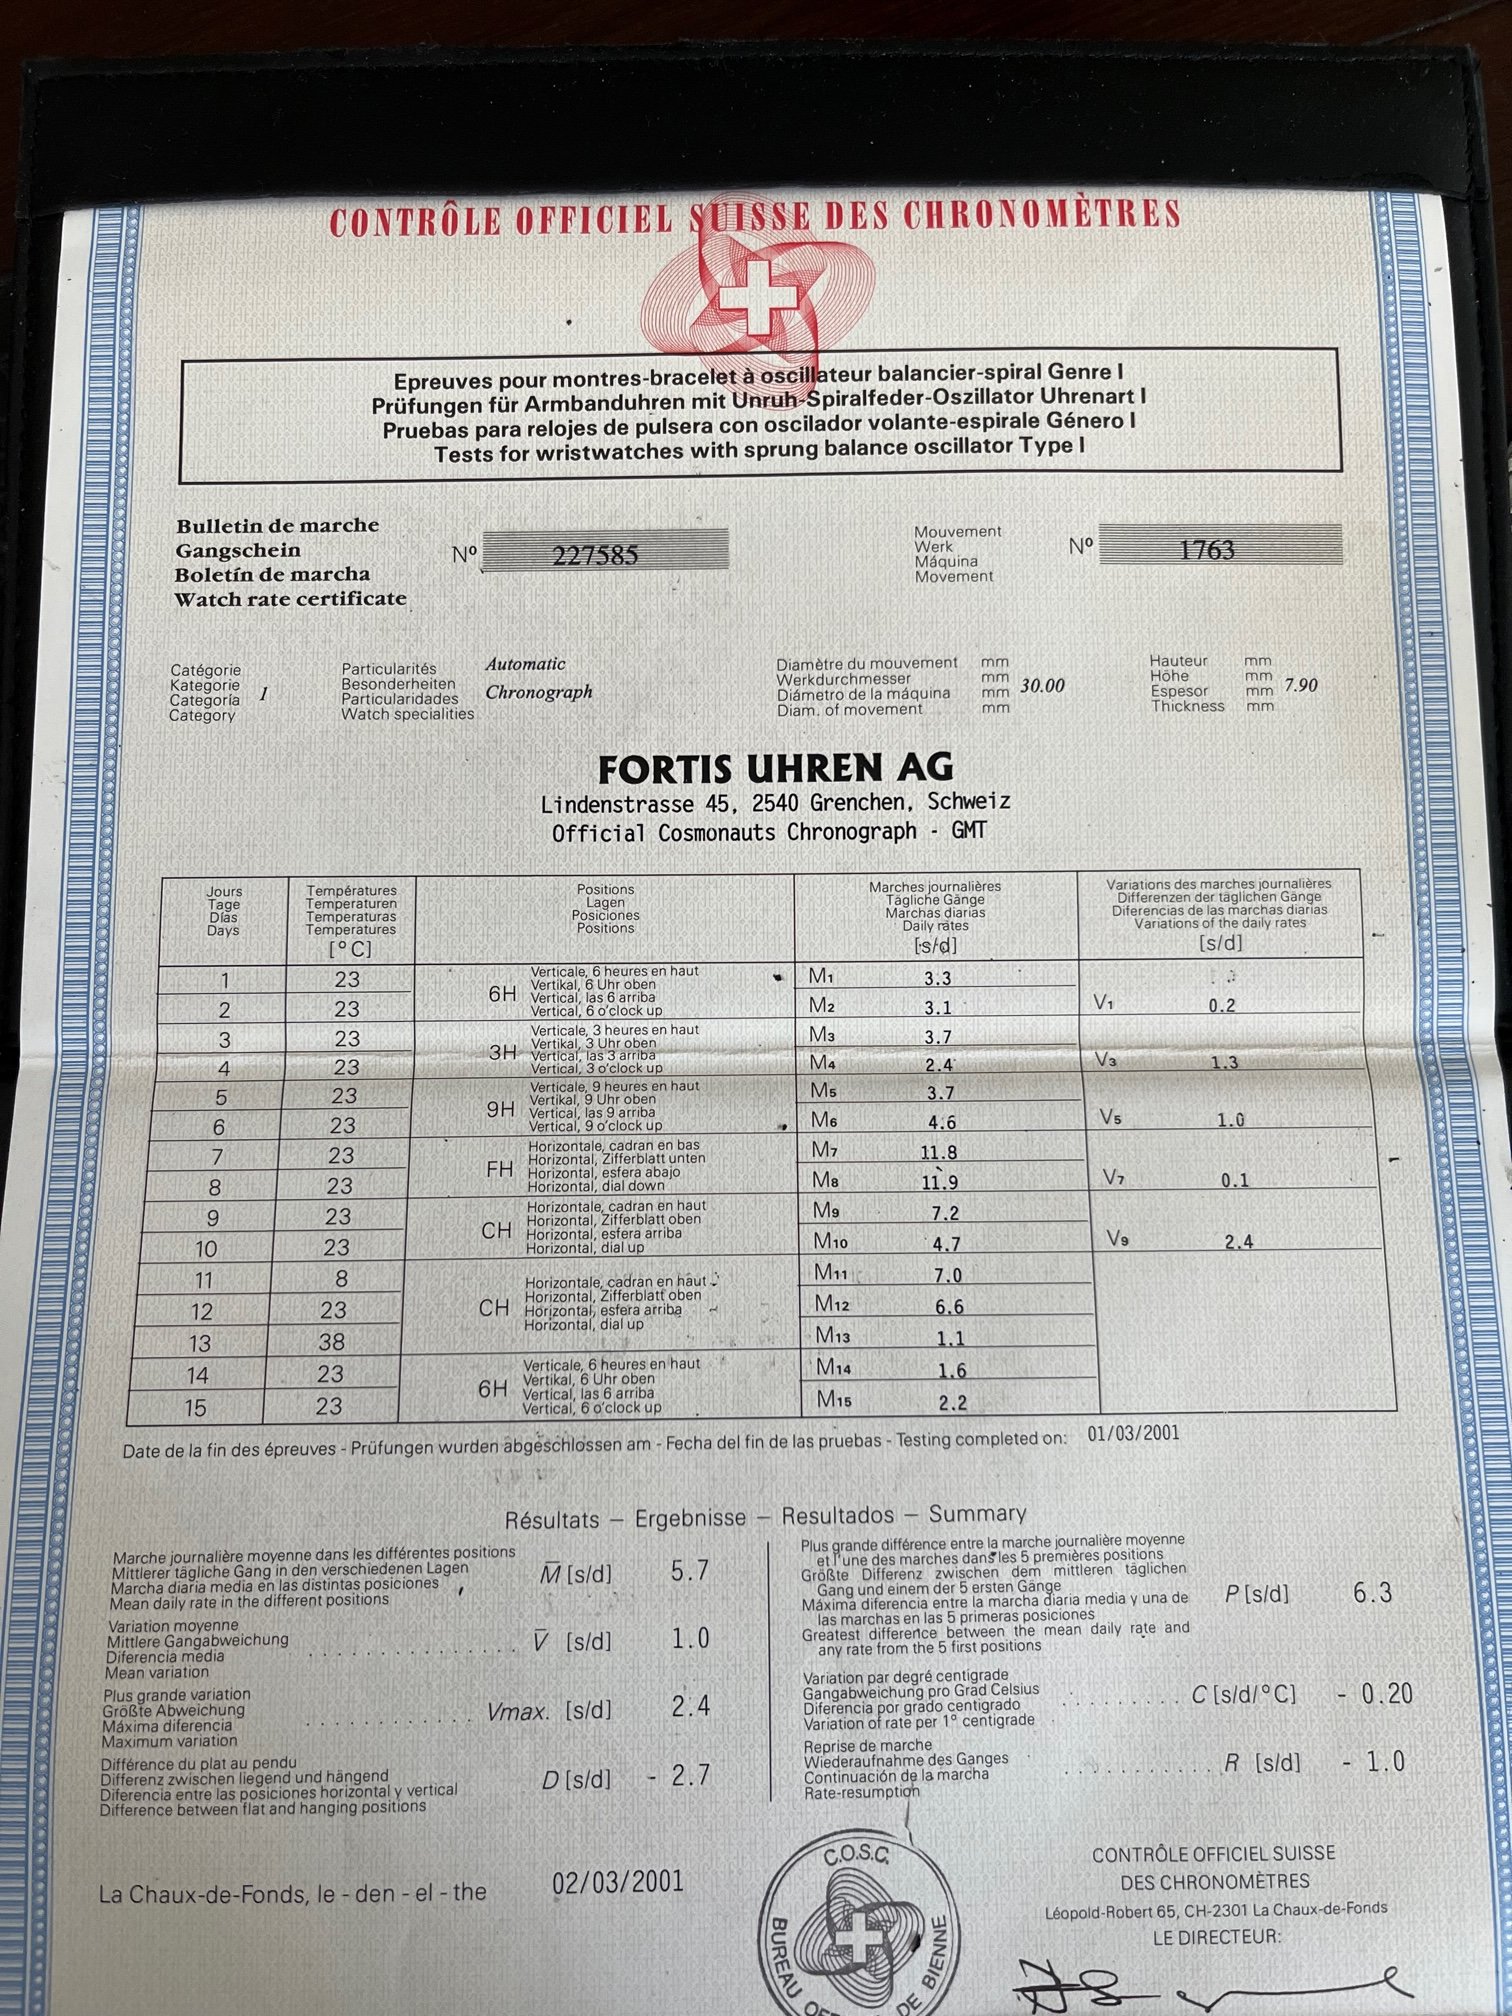 CONTRÔLE OFFICIEL SUISSE DES CHRONOMÈTRES
Epreuves pour montres-bracelet à oscillateur balancier-spiral Genre I
Prüfungen für Armbanduhren mit Unruh-Spiralfeder-Oszillator Uhrenart I
Pruebas para relojes de pulsera con oscilador volante-espirale Género I
Tests for wristwatches with sprung balance oscillator Type I
Bulletin de marche
Gangschein
Boletín de marcha
Watch rate certificate
Nº 227585
Mouvement
Werk
Máquina
Movement
Nº 1763
Catégorie
Kategorie
Categoría
Category
I
Particularités
Besonderheiten
Particularidades
Watch specialities
Automatic
Chronograph
Diamètre du mouvement mm
Werkdurchmesser mm
Diámetro de la máquina mm 30.00
Diam. of movement mm
Hauteur mm
Höhe mm
Espesor mm 7.90
Thickness mm
FORTIS UHREN AG
Lindenstrasse 45, 2540 Grenchen, Schweiz
Official Cosmonauts Chronograph - GMT
Jours
Tage
Días
Days
Températures
Temperaturen
Temperaturas
Temperatures
[°C]
Positions
Lagen
Posiciones
Positions
Marches journalières
Tägliche Gänge
Marchas diarias
Daily rates
[s/d]
Variations des marches journalières
Differenzen der täglichen Gänge
Diferencias de las marchas diarias
Variations of the daily rates
[s/d]
1 23 M1 3.3
2 23 M2 3.1 V1 0.2
6H
Verticale, 6 heures en haut
Vertikal, 6 Uhr oben
Vertical, las 6 arriba
Vertical, 6 o'clock up
3 23 M3 3.7
4 23 M4 2.4 V3 1.3
3H
Verticale, 3 heures en haut
Vertikal, 3 Uhr oben
Vertical, las 3 arriba
Vertical, 3 o'clock up
5 23 M5 3.7
6 23 M6 4.6 V5 1.0
9H
Verticale, 9 heures en haut
Vertikal, 9 Uhr oben
Vertical, las 9 arriba
Vertical, 9 o'clock up
7 23 M7 11.8
8 23 M8 11.9 V7 0.1
FH
Horizontale, cadran en bas
Horizontal, Zifferblatt unten
Horizontal, esfera abajo
Horizontal, dial down
9 23 M9 7.2
10 23 M10 4.7 V9 2.4
CH
Horizontale, cadran en haut
Horizontal, Zifferblatt oben
Horizontal, esfera arriba
Horizontal, dial up
11 8 M11 7.0
12 23 M12 6.6
13 38 M13 1.1
CH
Horizontale, cadran en haut
Horizontal, Zifferblatt oben
Horizontal, esfera arriba
Horizontal, dial up
14 23 M14 1.6
15 23 M15 2.2
6H
Verticale, 6 heures en haut
Vertikal, 6 Uhr oben
Vertical, las 6 arriba
Vertical, 6 o'clock up
Date de la fin des épreuves - Prüfungen wurden abgeschlossen am - Fecha del fin de las pruebas - Testing completed on: 01/03/2001
Résultats – Ergebnisse – Resultados – Summary
Marche journalière moyenne dans les différentes positions
Mittlerer tägliche Gang in den verschiedenen Lagen
Marcha diaria media en las distintas posiciones
Mean daily rate in the different positions
M̅ [s/d] 5.7
Variation moyenne
Mittlere Gangabweichung
Diferencia media
Mean variation
V̅ [s/d] 1.0
Plus grande variation
Größte Abweichung
Máxima diferencia
Maximum variation
Vmax. [s/d] 2.4
Différence du plat au pendu
Differenz zwischen liegend und hängend
Diferencia entre las posiciones horizontal y vertical
Difference between flat and hanging positions
D [s/d] - 2.7
Plus grande différence entre la marche journalière moyenne
et l'une des marches dans les 5 premières positions
Größte Differenz zwischen dem mittleren täglichen
Gang und einem der 5 ersten Gänge
Máxima diferencia entre la marcha diaria media y una de
las marchas en las 5 primeras posiciones
Greatest difference between the mean daily rate and
any rate from the 5 first positions
P [s/d] 6.3
Variation par degré centigrade
Gangabweichung pro Grad Celsius
Diferencia por grado centigrado
Variation of rate per 1° centigrade
C [s/d/°C] - 0.20
Reprise de marche
Wiederaufnahme des Ganges
Continuación de la marcha
Rate-resumption
R [s/d] - 1.0
La Chaux-de-Fonds, le - den - el - the 02/03/2001
C.O.S.C.
BUREAU OF DE BIENNE
CONTRÔLE OFFICIEL SUISSE
DES CHRONOMÈTRES
Léopold-Robert 65, CH-2301 La Chaux-de-Fonds
LE DIRECTEUR: